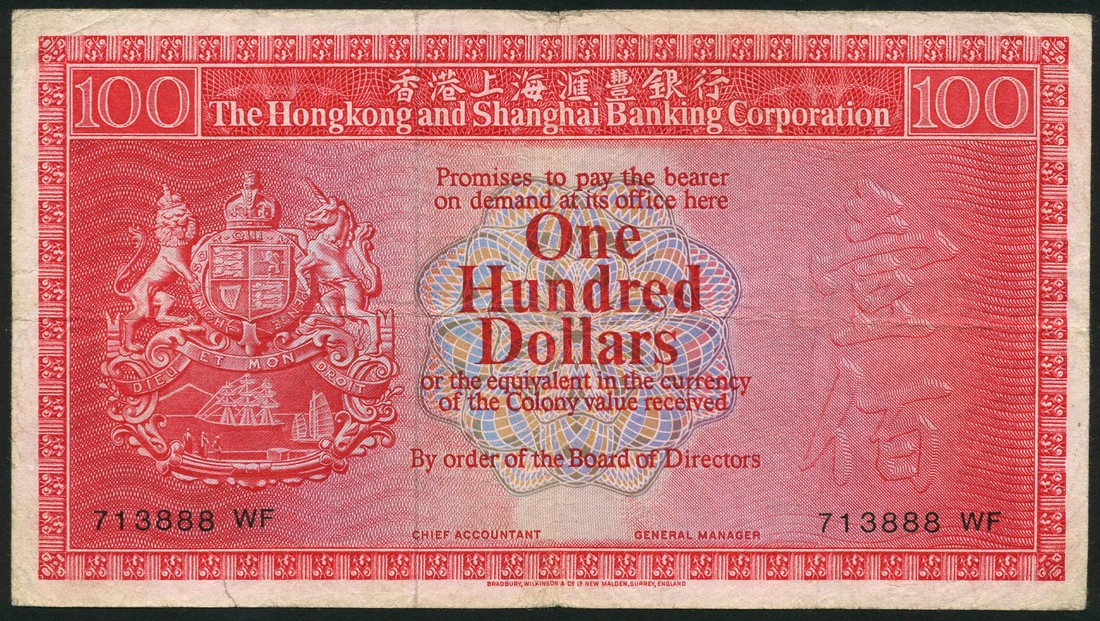 100
香港上海滙豐銀行
100
The Hongkong and Shanghai Banking Corporation
Promises to pay the bearer
on demand at its office here
One
Hundred
Dollars
or the equivalent in the currency
of the Colony value received
By order of the Board of Directors
壹
佰
DIEU ET MON DROIT
713888 WF
713888 WF
CHIEF ACCOUNTANT
GENERAL MANAGER
BRADBURY, WILKINSON & Cº Lº NEW MALDEN, SURREY, ENGLAND